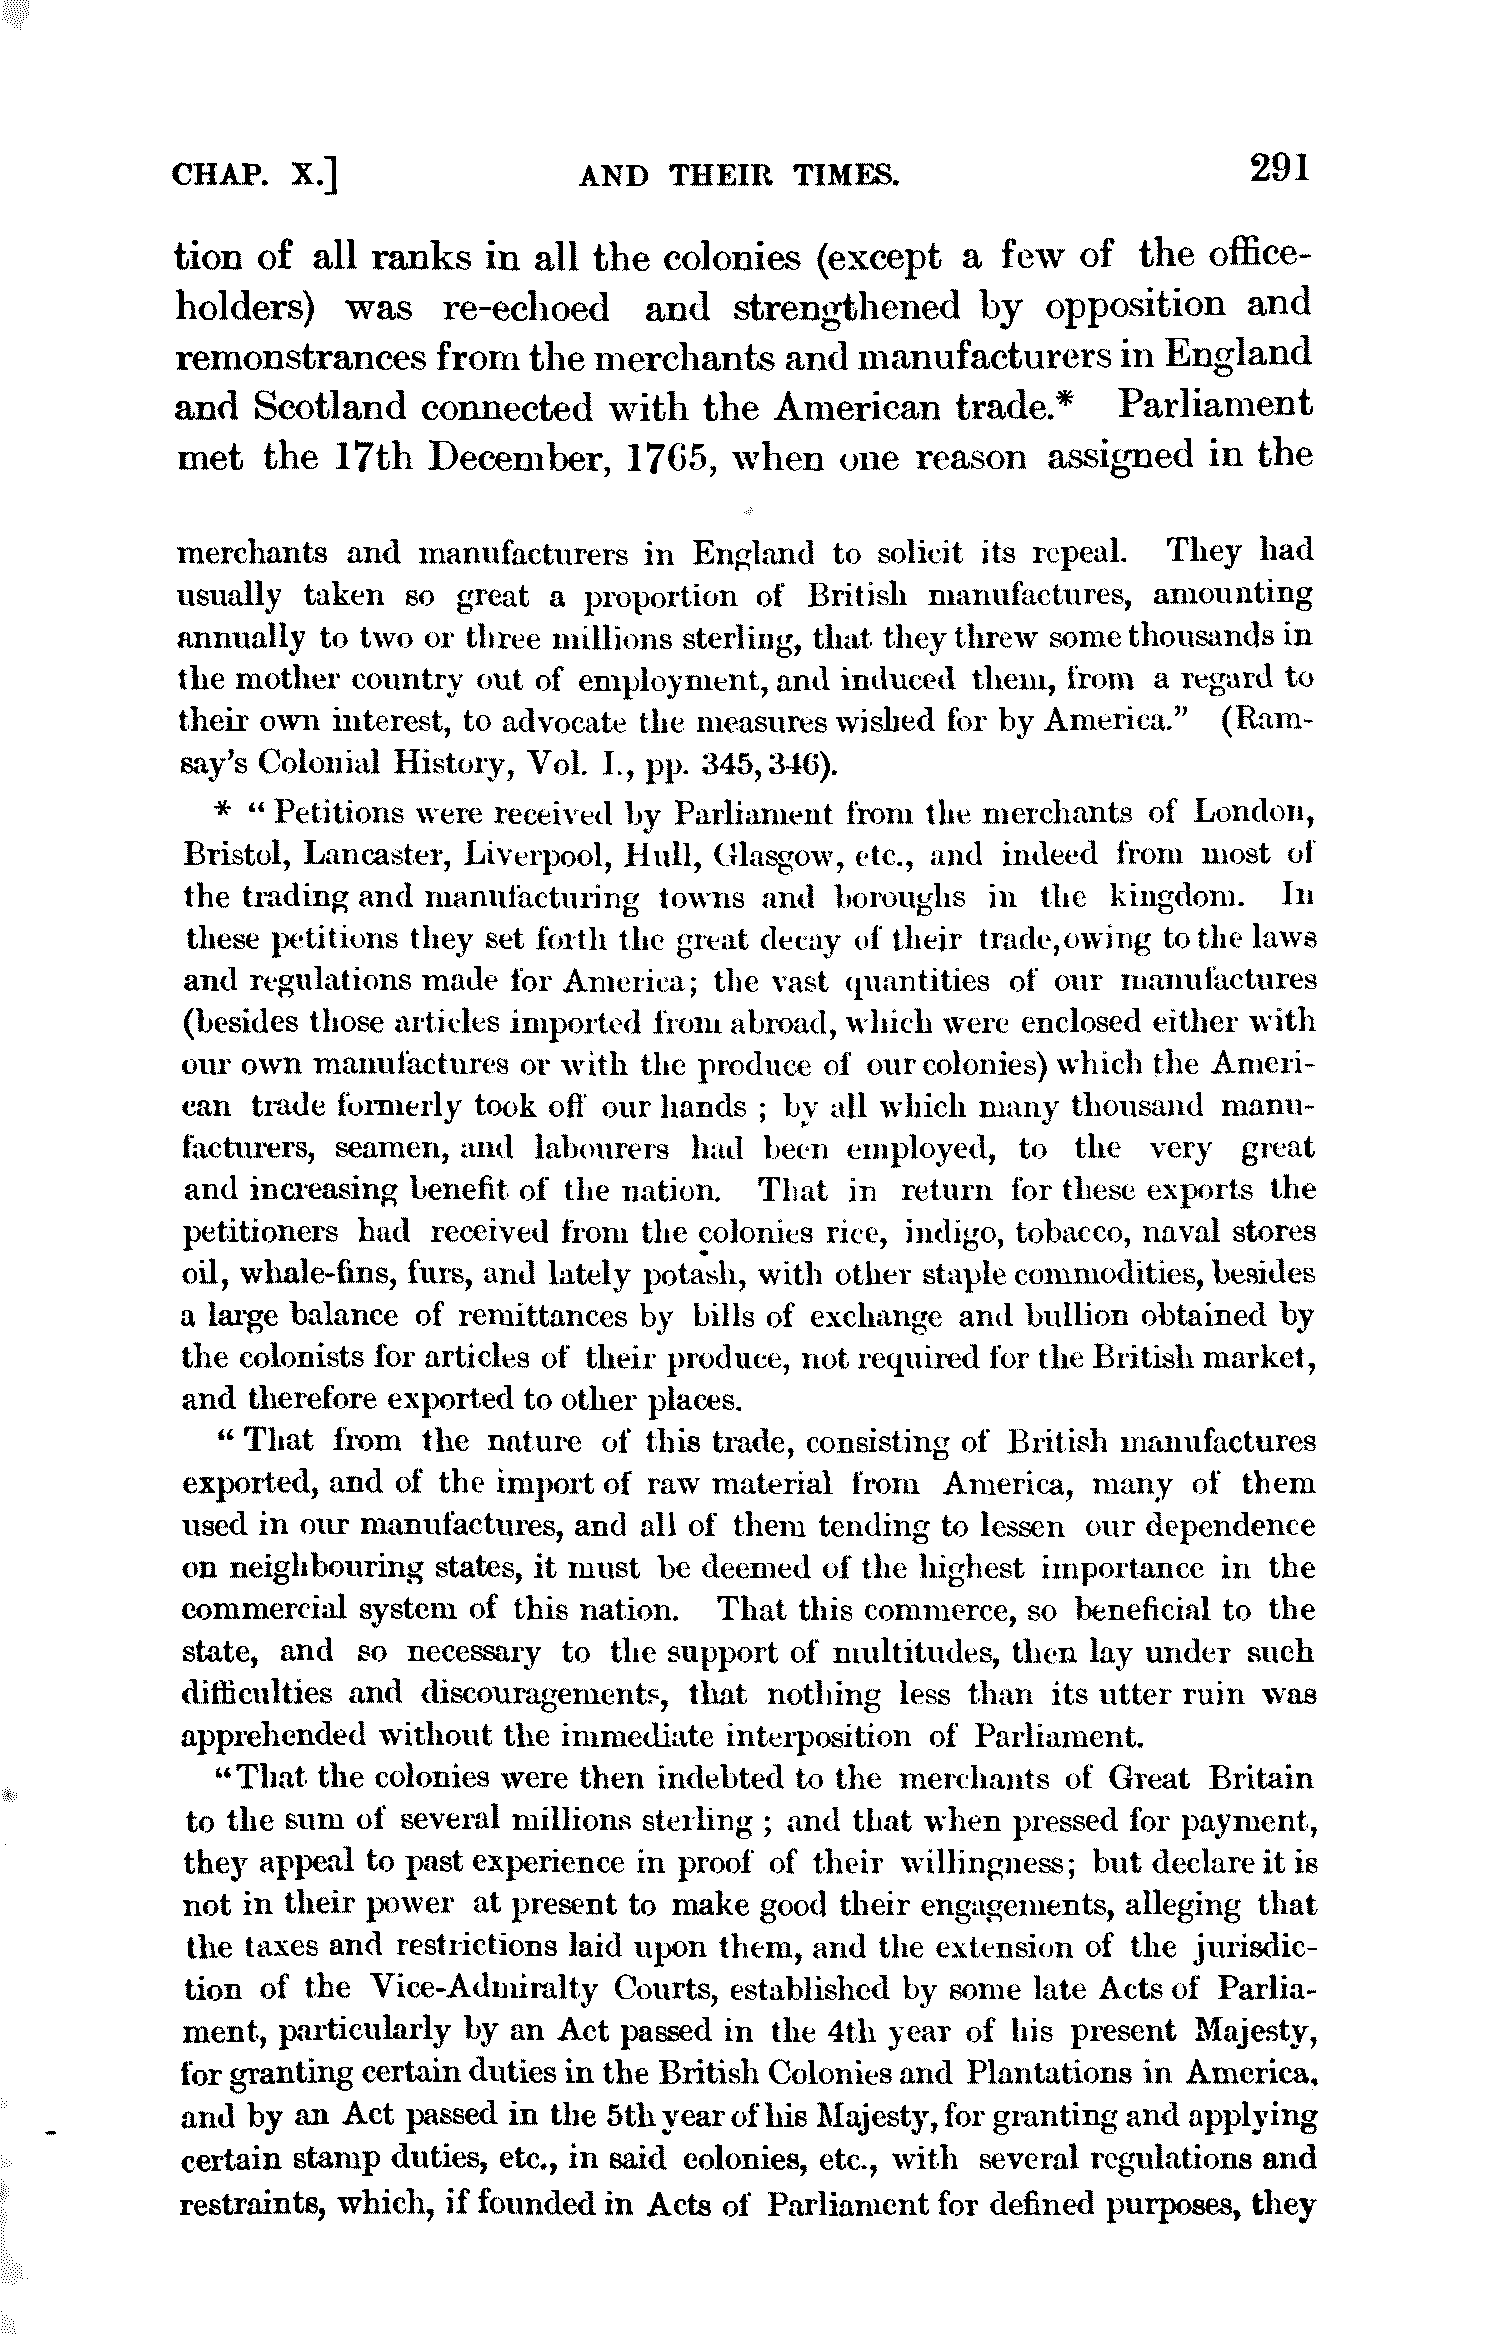 CHAP. X.] AND THEIR TIMES. 291
tion of all ranks in all the colonies (except a few of the office-
holders) was re-echoed and strengthened by opposition and
remonstrances from the merchants and manufacturers in England
and Scotland connected with the American trade.* Parliament
met the 17th December, 1765, when one reason assigned in the
merchants and manufacturers in England to solicit its repeal. They had
usually taken so great a proportion of British manufactures, amounting
annually to two or three millions sterling, that they threw some thousands in
the mother country out of employment, and induced them, from a regard to
their own interest, to advocate the measures wished for by America.” (Ram-
say's Colonial History, Vol. I., pp. 345, 346).
* “ Petitions were received by Parliament from the merchants of London,
Bristol, Lancaster, Liverpool, Hull, Glasgow, etc., and indeed from most of
the trading and manufacturing towns and boroughs in the kingdom. In
these petitions they set forth the great decay of their trade, owing to the laws
and regulations made for America; the vast quantities of our manufactures
(besides those articles imported from abroad, which were enclosed either with
our own manufactures or with the produce of our colonies) which the Ameri-
can trade formerly took off our hands ; by all which many thousand manu-
facturers, seamen, and labourers had been employed, to the very great
and increasing benefit of the nation. That in return for these exports the
petitioners had received from the colonies rice, indigo, tobacco, naval stores
oil, whale-fins, furs, and lately potash, with other staple commodities, besides
a large balance of remittances by bills of exchange and bullion obtained by
the colonists for articles of their produce, not required for the British market,
and therefore exported to other places.
“ That from the nature of this trade, consisting of British manufactures
exported, and of the import of raw material from America, many of them
used in our manufactures, and all of them tending to lessen our dependence
on neighbouring states, it must be deemed of the highest importance in the
commercial system of this nation. That this commerce, so beneficial to the
state, and so necessary to the support of multitudes, then lay under such
difficulties and discouragements, that nothing less than its utter ruin was
apprehended without the immediate interposition of Parliament.
“That the colonies were then indebted to the merchants of Great Britain
to the sum of several millions sterling ; and that when pressed for payment,
they appeal to past experience in proof of their willingness; but declare it is
not in their power at present to make good their engagements, alleging that
the taxes and restrictions laid upon them, and the extension of the jurisdic-
tion of the Vice-Admiralty Courts, established by some late Acts of Parlia-
ment, particularly by an Act passed in the 4th year of his present Majesty,
for granting certain duties in the British Colonies and Plantations in America,
and by an Act passed in the 5th year of his Majesty, for granting and applying
certain stamp duties, etc., in said colonies, etc., with several regulations and
restraints, which, if founded in Acts of Parliament for defined purposes, they